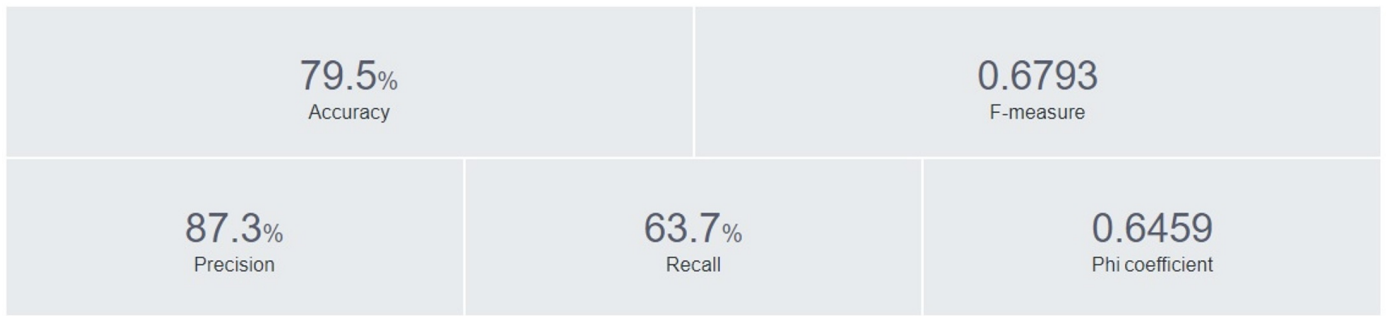 79.5%
Accuracy
0.6793
F-measure
87.3%
Precision
63.7%
Recall
0.6459
Phi coefficient